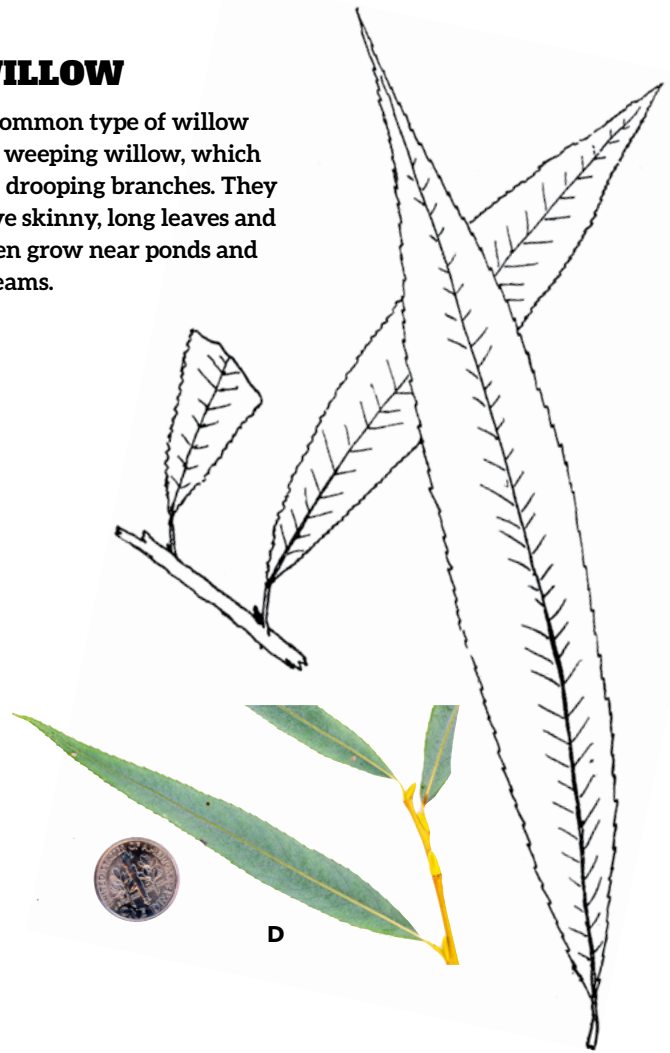 ILLOW
ommon type of willow
weeping willow, which
drooping branches. They
ve skinny, long leaves and
en grow near ponds and
eams.
D